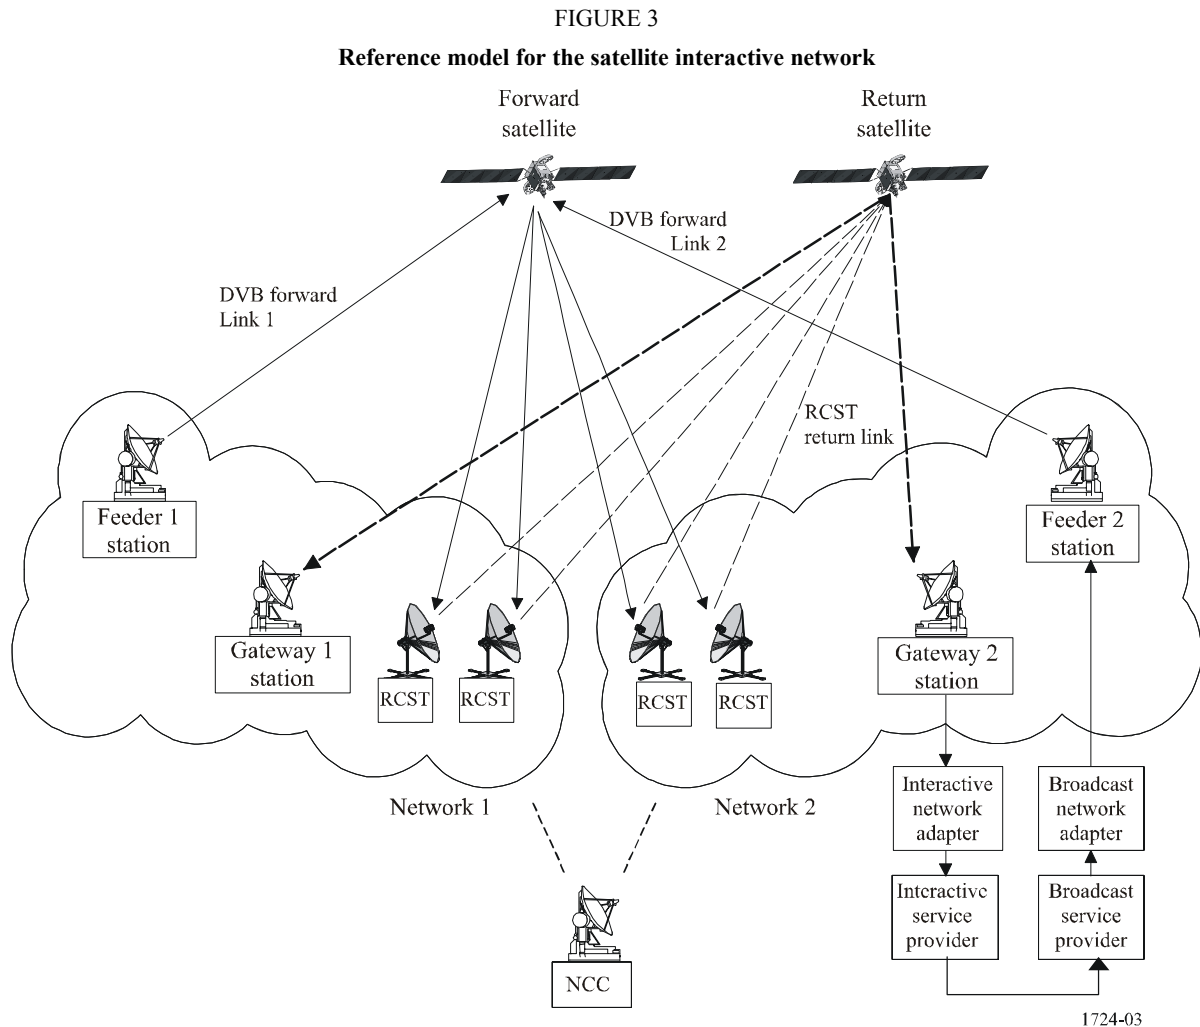 FIGURE 3
Reference model for the satellite interactive network
Forward
satellite
Return
satellite
DVB forward
Link 2
DVB forward
Link 1
RCST
return link
Feeder 1
station
Feeder 2
station
Gateway 1
station
Gateway 2
station
RCST
RCST
RCST
RCST
Network 1
Network 2
Interactive
network
adapter
Broadcast
network
adapter
Interactive
service
provider
Broadcast
service
provider
NCC
1724-03